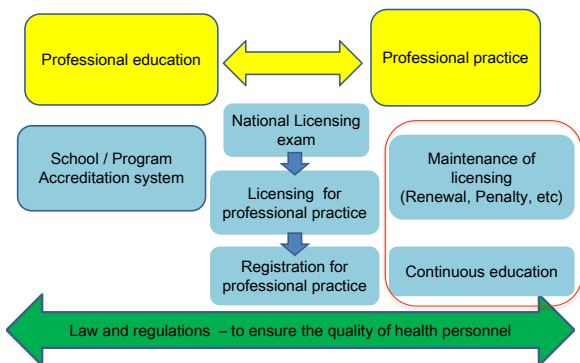 Professional education
Professional practice
National Licensing
exam
School / Program
Accreditation system
Licensing for
professional practice
Registration for
professional practice
Maintenance of
licensing
(Renewal, Penalty, etc)
Continuous education
Law and regulations – to ensure the quality of health personnel